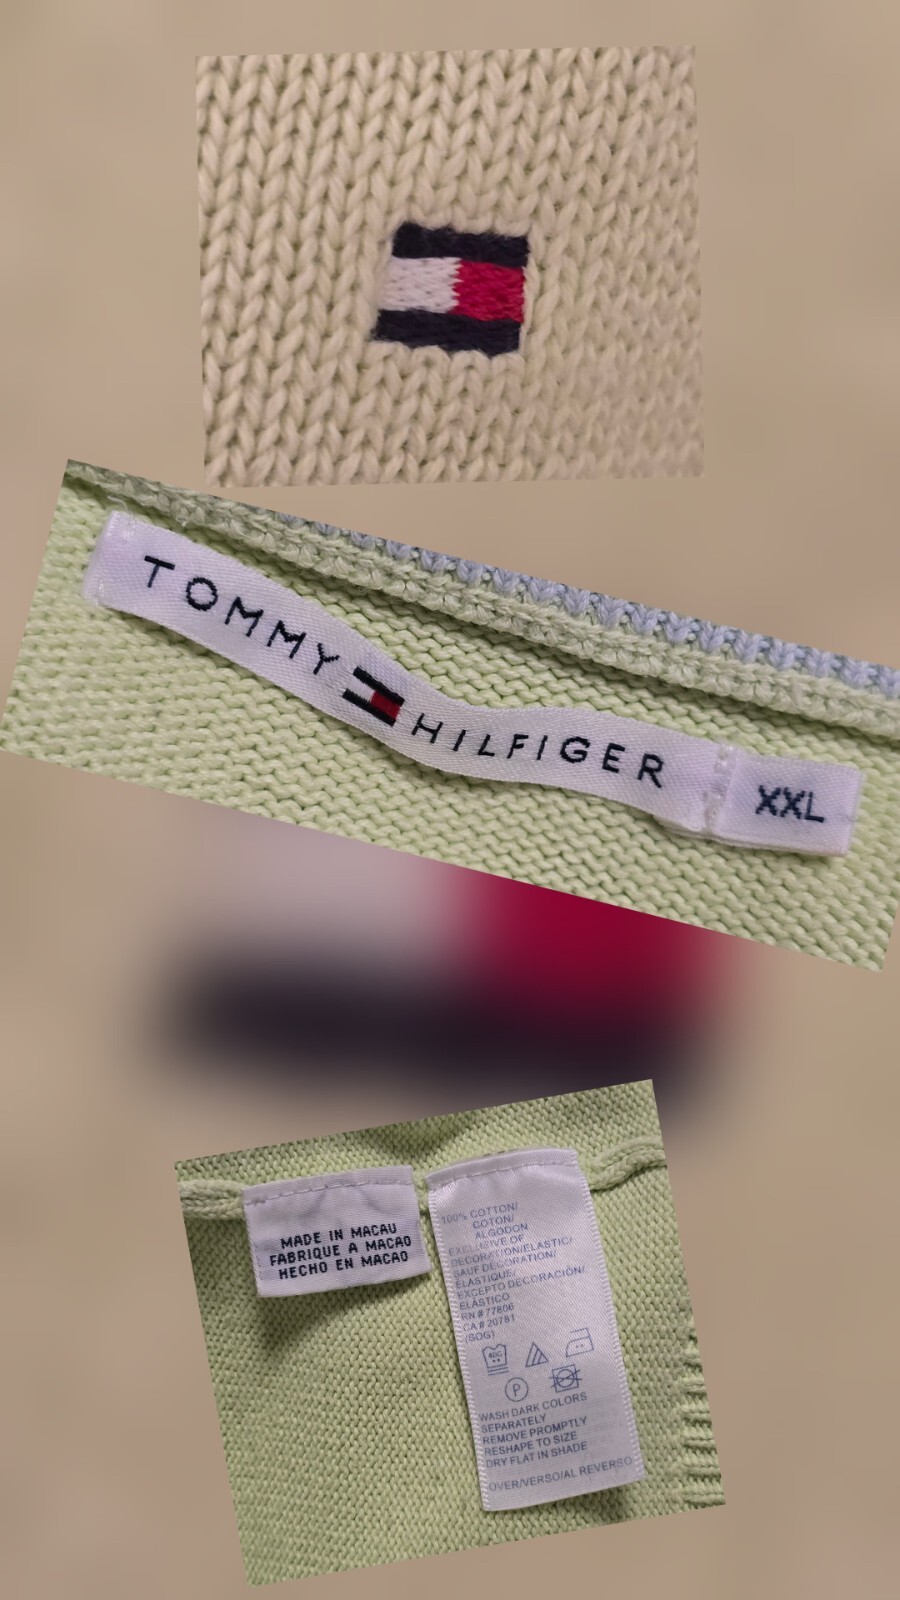 TOMMY HILFIGER
XXL
MADE IN MACAU
FABRIQUE A MACAO
HECHO EN MACAO
100% COTTON/
COTON/
ALGODON
EXCLUSIVE OF
DECORATION/ELASTIC/
SAUF DECORATION/
ELASTIQUE/
EXCEPTO DECORACIÓN/
ELÁSTICO
RN # 77806
CA # 20781
(SOG)
40C
P
WASH DARK COLORS
SEPARATELY
REMOVE PROMPTLY
RESHAPE TO SIZE
DRY FLAT IN SHADE
OVER/VERSO/AL REVERSO